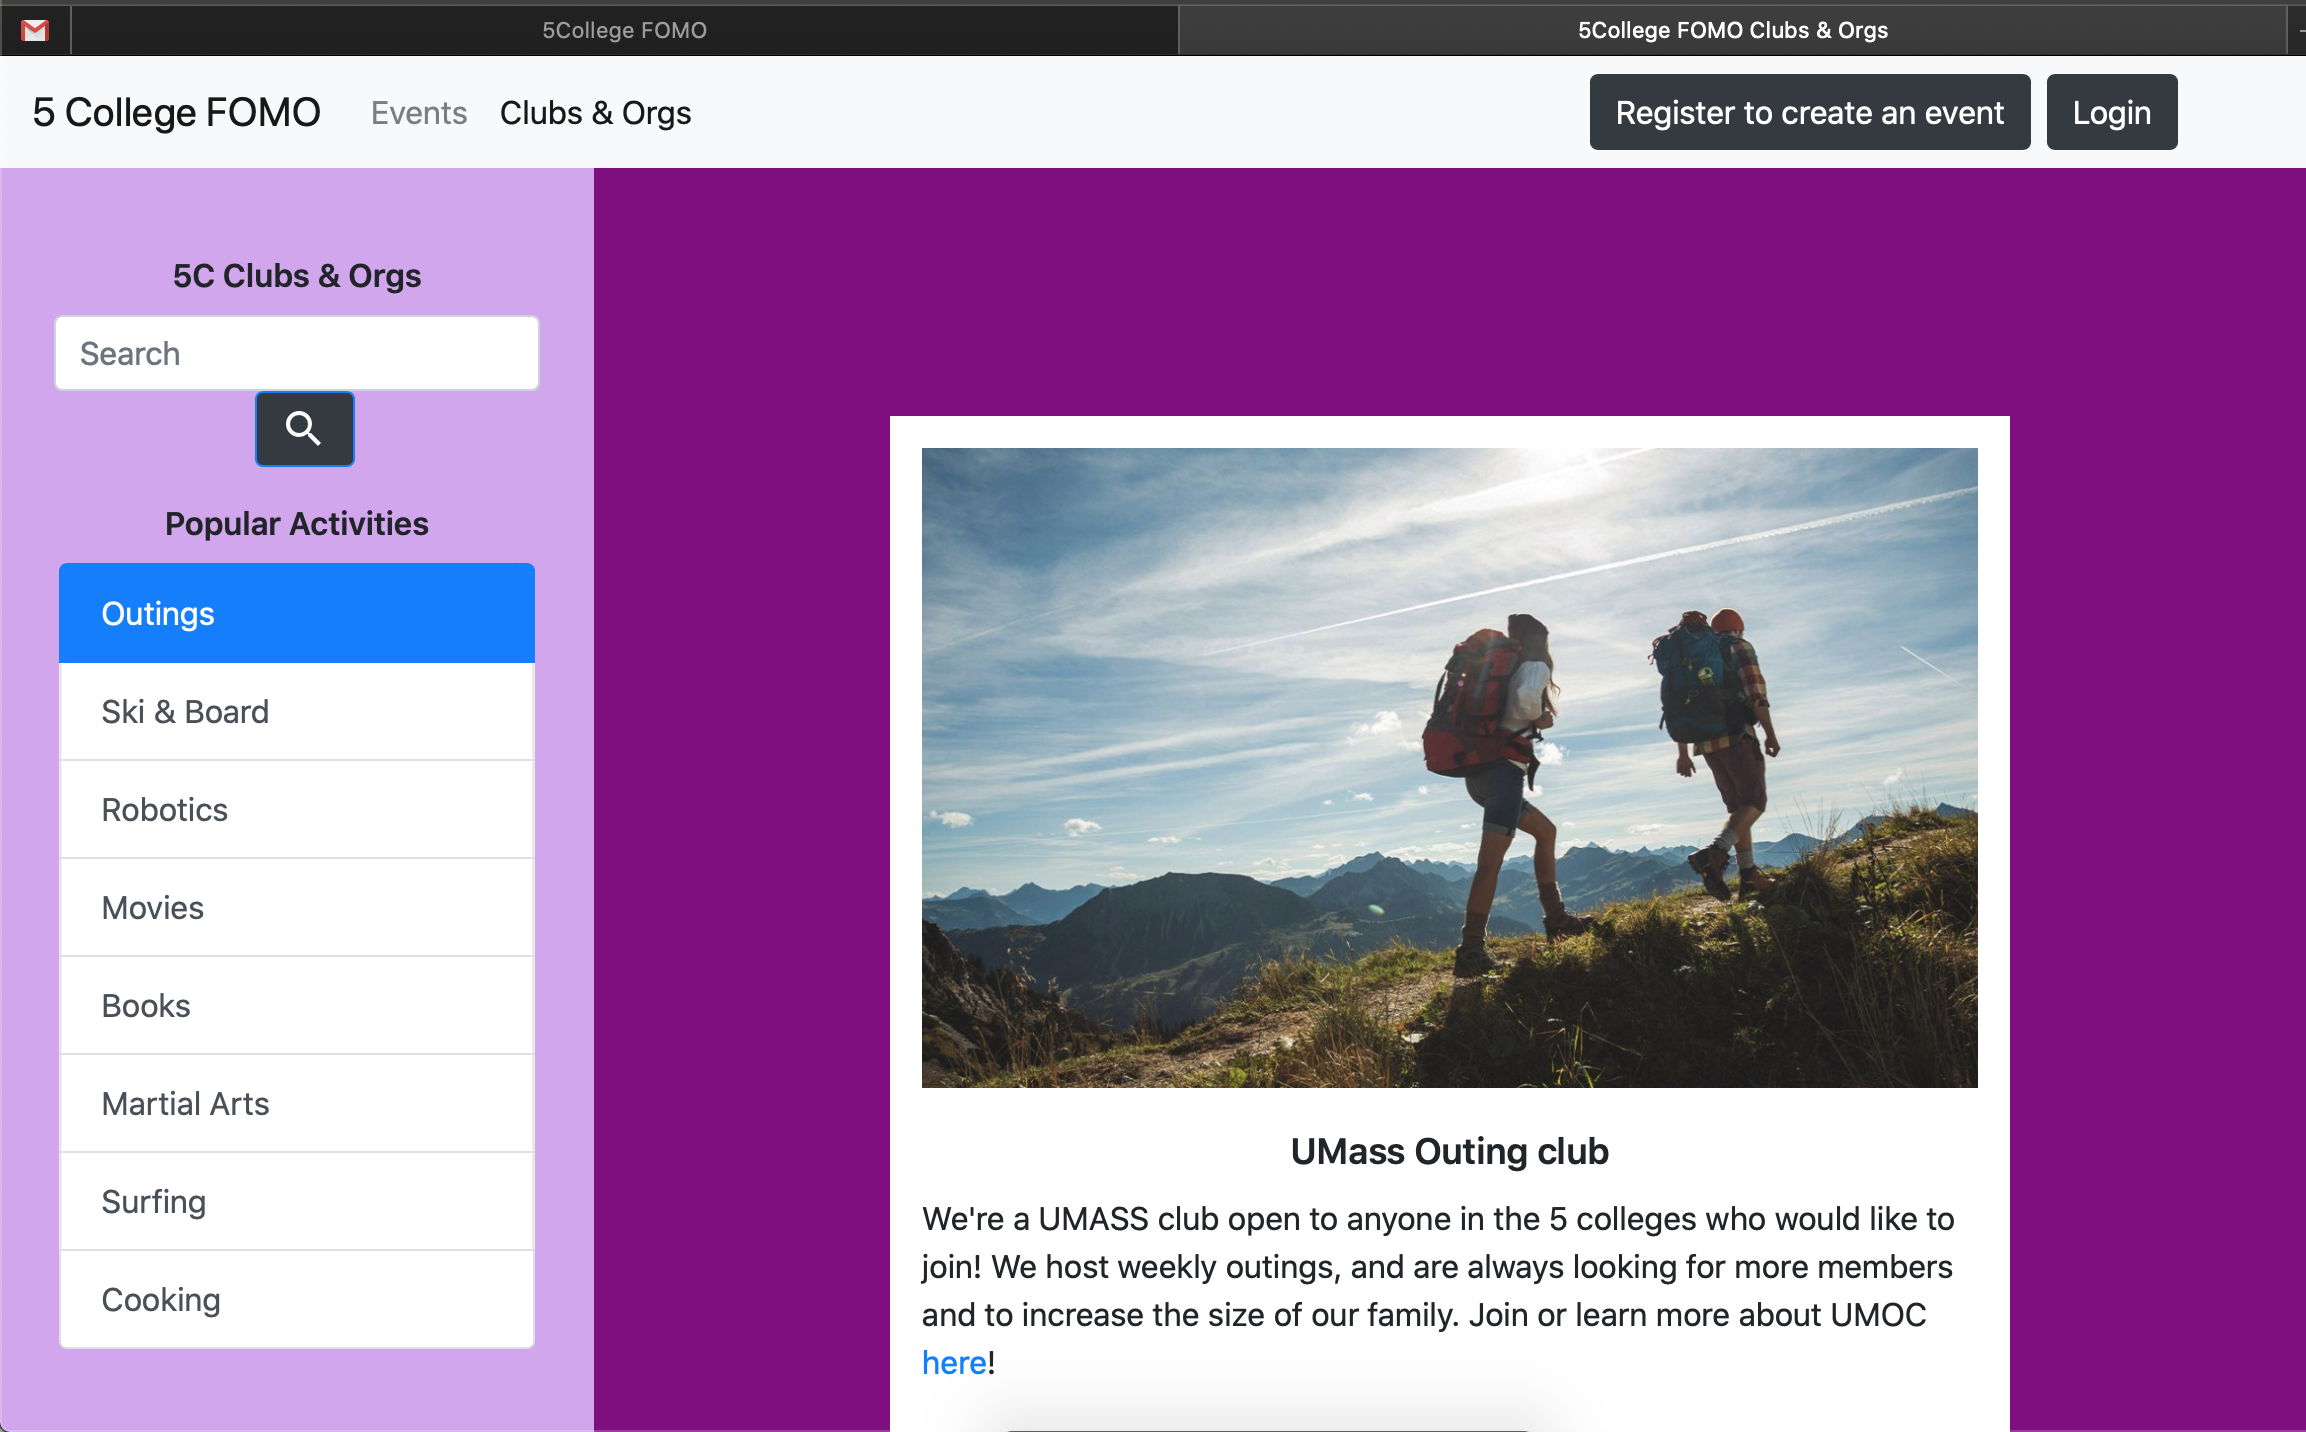 5College FOMO
5College FOMO Clubs & Orgs
5 College FOMO
Events
Clubs & Orgs
Register to create an event
Login
5C Clubs & Orgs
Search
Popular Activities
Outings
Ski & Board
Robotics
Movies
Books
Martial Arts
Surfing
Cooking
UMass Outing club
We're a UMASS club open to anyone in the 5 colleges who would like to
join! We host weekly outings, and are always looking for more members
and to increase the size of our family. Join or learn more about UMOC
here!